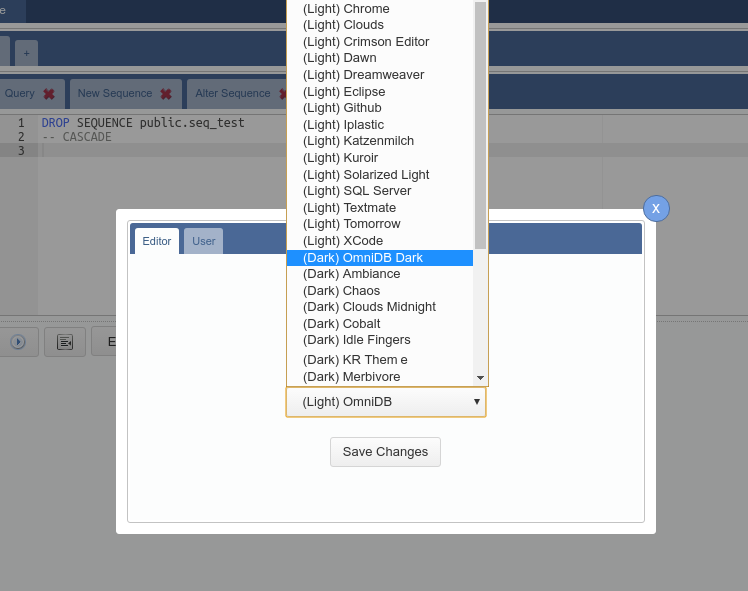 e
+
Query
New Sequence
Alter Sequence
1 DROP SEQUENCE public.seq_test
2 -- CASCADE
3
(Light) Chrome
(Light) Clouds
(Light) Crimson Editor
(Light) Dawn
(Light) Dreamweaver
(Light) Eclipse
(Light) Github
(Light) Iplastic
(Light) Katzenmilch
(Light) Kuroir
(Light) Solarized Light
(Light) SQL Server
(Light) Textmate
(Light) Tomorrow
(Light) XCode
(Dark) OmniDB Dark
(Dark) Ambiance
(Dark) Chaos
(Dark) Clouds Midnight
(Dark) Cobalt
(Dark) Idle Fingers
(Dark) KR Theme
(Dark) Merbivore
(Light) OmniDB
X
Editor
User
E
Save Changes